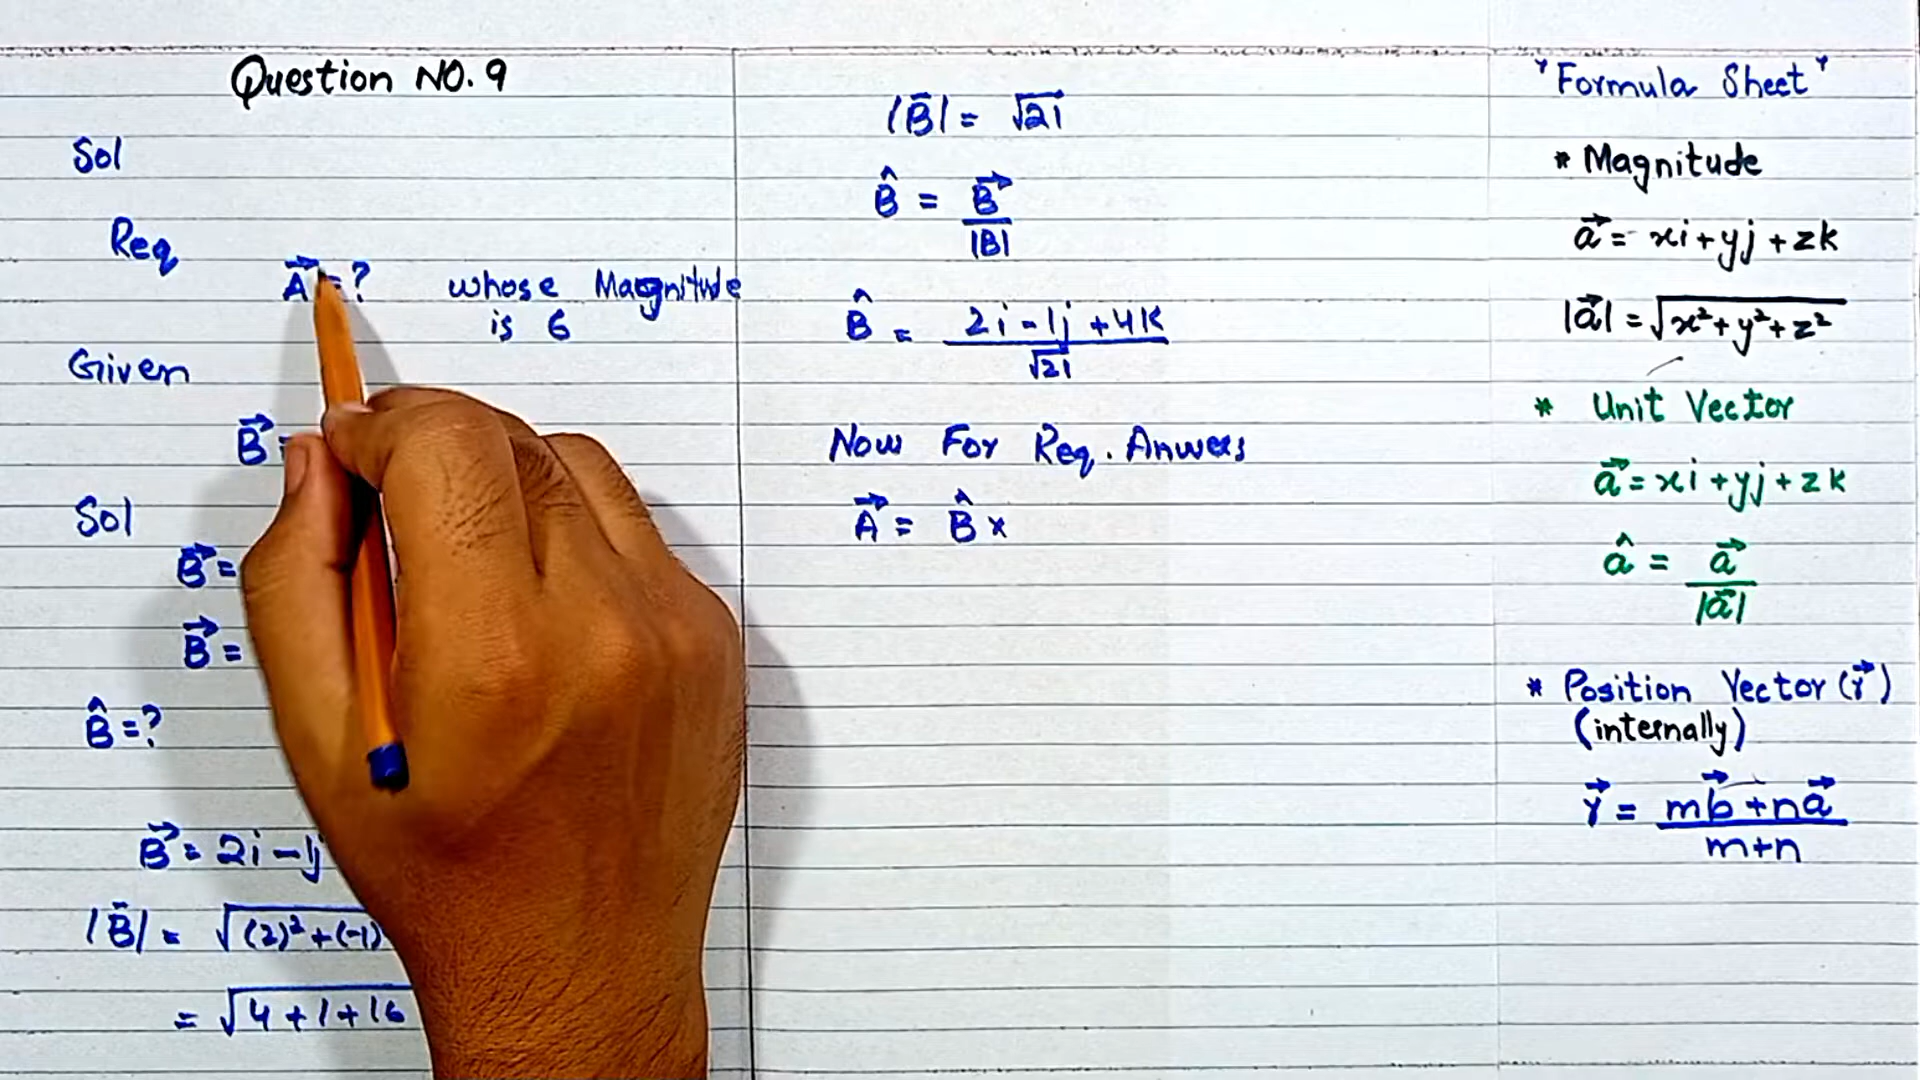 Question NO. 9
Sol
Req
A⃗ = ? whose Magnitude
is 6
Given
B⃗ =
Sol
B⃗ =
B⃗ =
B̂ = ?
B⃗ = 2i - 1j
|B⃗| = √(2)² + (-1)
= √4 + 1 + 16
|B⃗| = √21
B̂ = B⃗
|B|
B̂ = 2i - 1j + 4k
√21
Now For Req. Anwers
A⃗ = B̂ ×
"Formula Sheet"
* Magnitude
a⃗ = xi + yj + zk
|a⃗| = √x² + y² + z²
* Unit Vector
a⃗ = xi + yj + zk
â = a⃗
|a⃗|
* Position Vector (r⃗)
(internally)
r⃗ = mb⃗ + na⃗
m + n